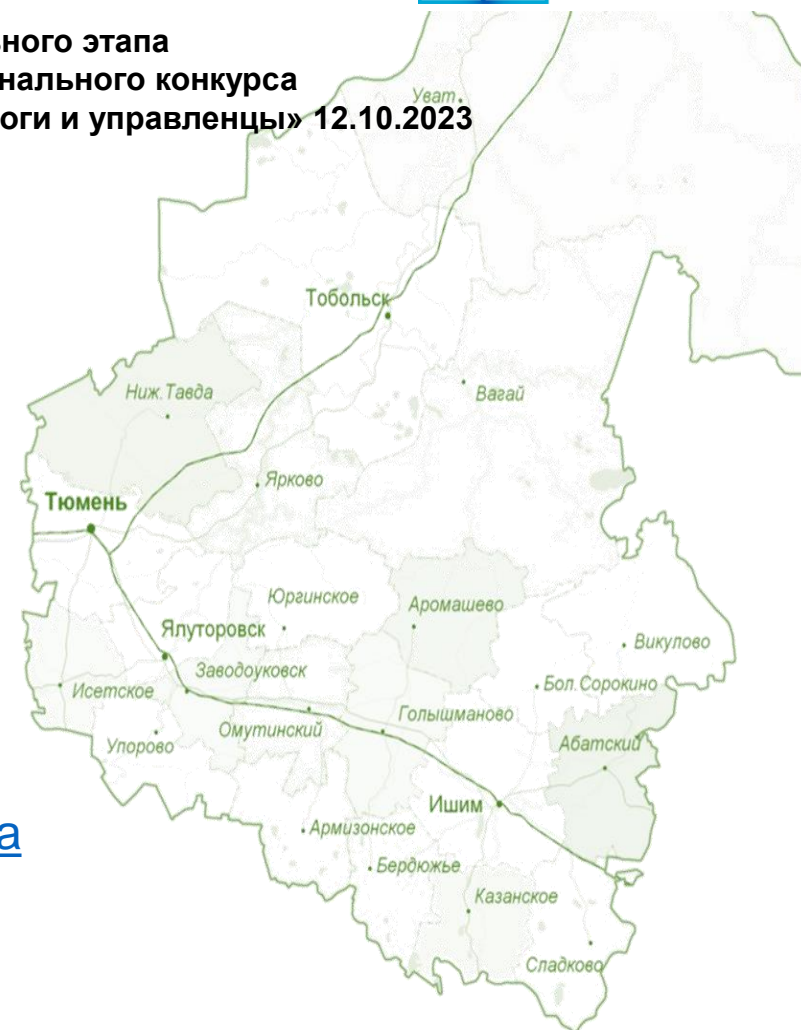 ьного этапа
нального конкурса
Уват
оги и управленцы» 12.10.2023
Тобольск
Ниж.Тавда
Вагай
Ярково
Тюмень
Юргинское
Аромашево
Ялуторовск
Викулово
Заводоуковск
Исетское
Бол.Сорокино
Голышманово
Омутинский
Упорово
Абатский
Ишим
Армизонское
а
Бердюжье
Казанское
Сладково